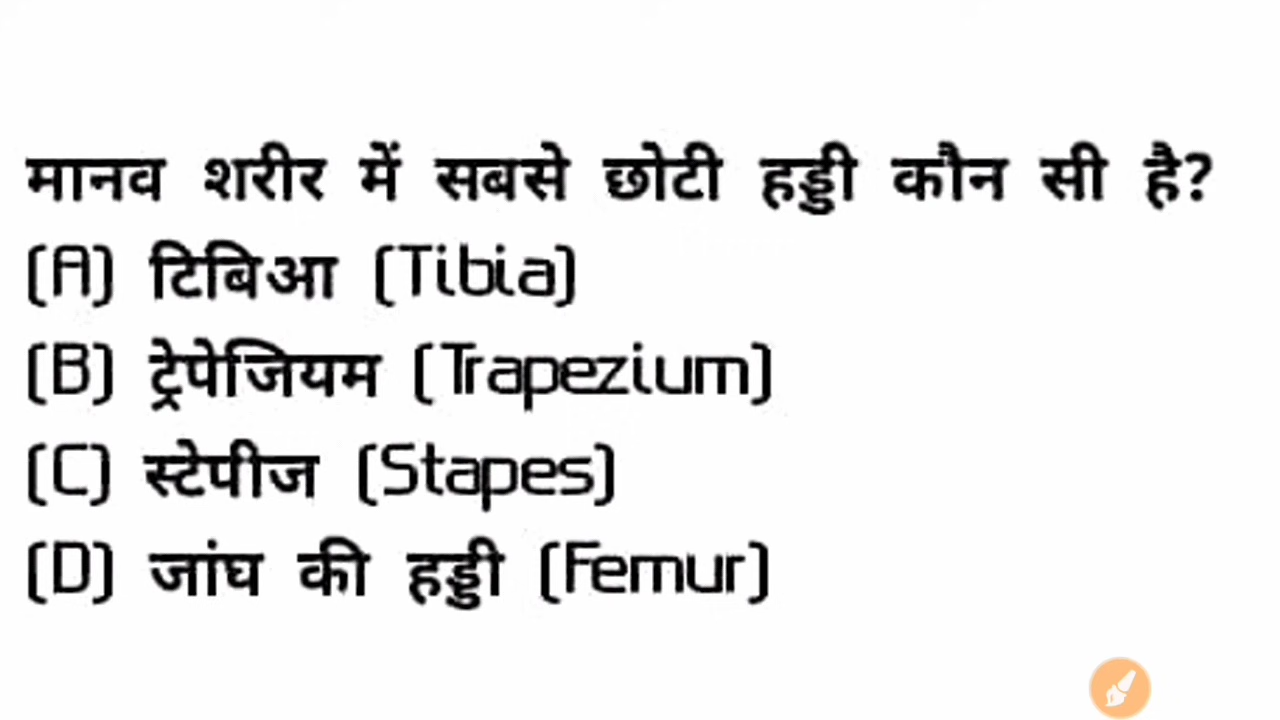 मानव शरीर में सबसे छोटी हड्डी कौन सी है?
(A) टिबिआ (Tibia)
(B) ट्रेपेजियम (Trapezium)
(C) स्टेपीज (Stapes)
(D) जांघ की हड्डी (Femur)